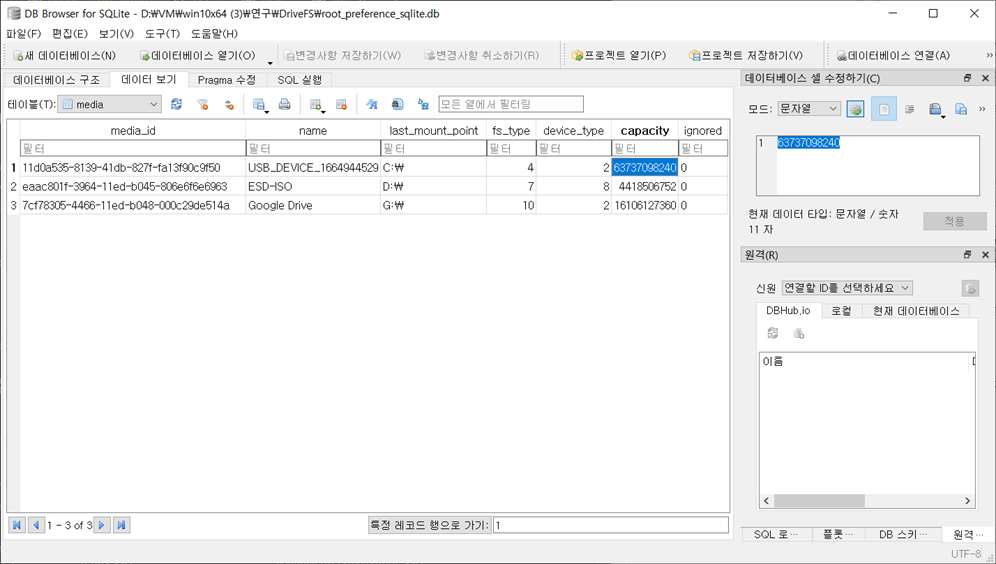 DB Browser for SQLite - D:₩VM₩win10x64 (3)₩연구₩DriveFS₩root_preference_sqlite.db
파일(F) 편집(E) 보기(V) 도구(T) 도움말(H)
새 데이터베이스(N) 데이터베이스 열기(O) 변경사항 저장하기(W) 변경사항 취소하기(R) 프로젝트 열기(P) 프로젝트 저장하기(V) 데이터베이스 연결(A) »
데이터베이스 구조 데이터 보기 Pragma 수정 SQL 실행
테이블(T): media 모든 열에서 필터링
media_id name last_mount_point fs_type device_type capacity ignored
필터 필터 필터 필터 필터 필터 필터
1 11d0a535-8139-41db-827f-fa13f90c9f50 USB_DEVICE_1664944529 C:₩ 4 2 63737098240 0
2 eaac801f-3964-11ed-b045-806e6f6e6963 ESD-ISO D:₩ 7 8 4418506752 0
3 7cf78305-4466-11ed-b048-000c29de514a Google Drive G:₩ 10 2 16106127360 0
1 - 3 of 3 특정 레코드 행으로 가기: 1
데이터베이스 셀 수정하기(C)
모드: 문자열 »
1 63737098240
현재 데이터 타입: 문자열 / 숫자
11 자
적용
원격(R)
신원 연결할 ID를 선택하세요
DBHub.io 로컬 현재 데이터베이스
이름
SQL 로… 플롯… DB 스키… 원격…
UTF-8